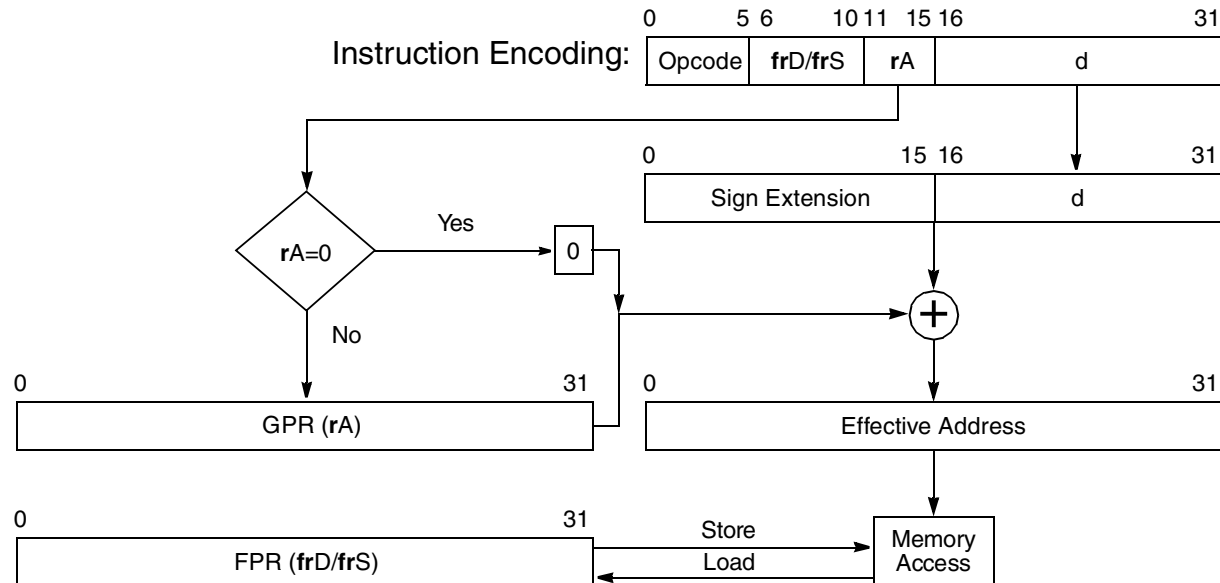 0 5 6 10 11 15 16 31
Instruction Encoding: Opcode frD/frS rA d
0 15 16 31
Sign Extension d
Yes
rA=0 0
+
No
0 31 0 31
GPR (rA) Effective Address
0 31
Store
Memory
Access
FPR (frD/frS) Load